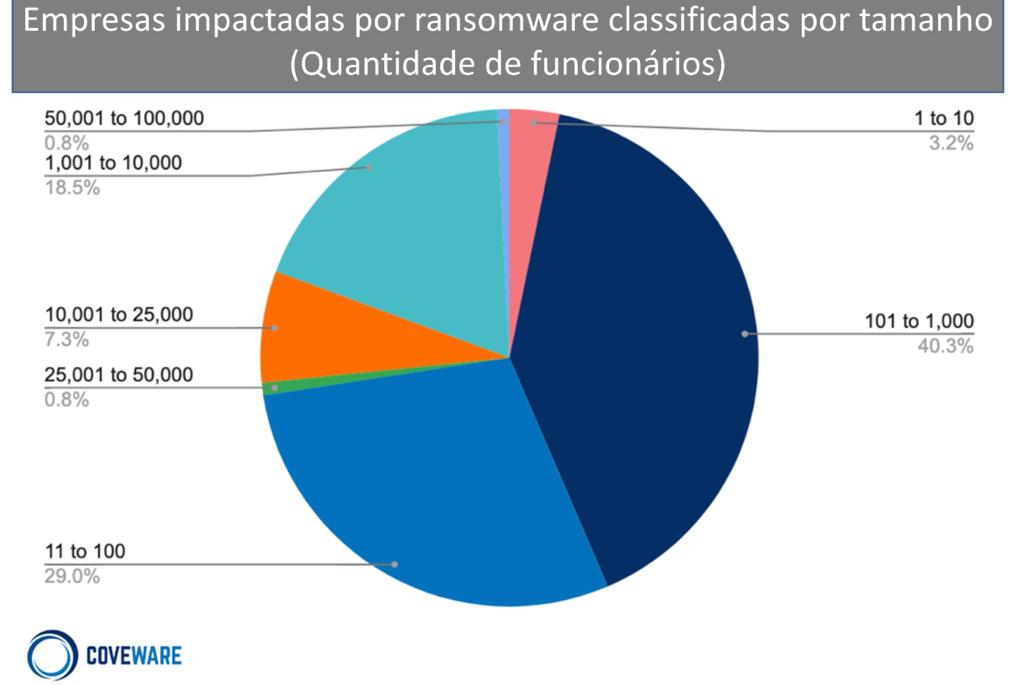 Empresas impactadas por ransomware classificadas por tamanho
(Quantidade de funcionários)
50,001 to 100,000
0.8%
1,001 to 10,000
18.5%
10,001 to 25,000
7.3%
25,001 to 50,000
0.8%
11 to 100
29.0%
1 to 10
3.2%
101 to 1,000
40.3%
COVEWARE